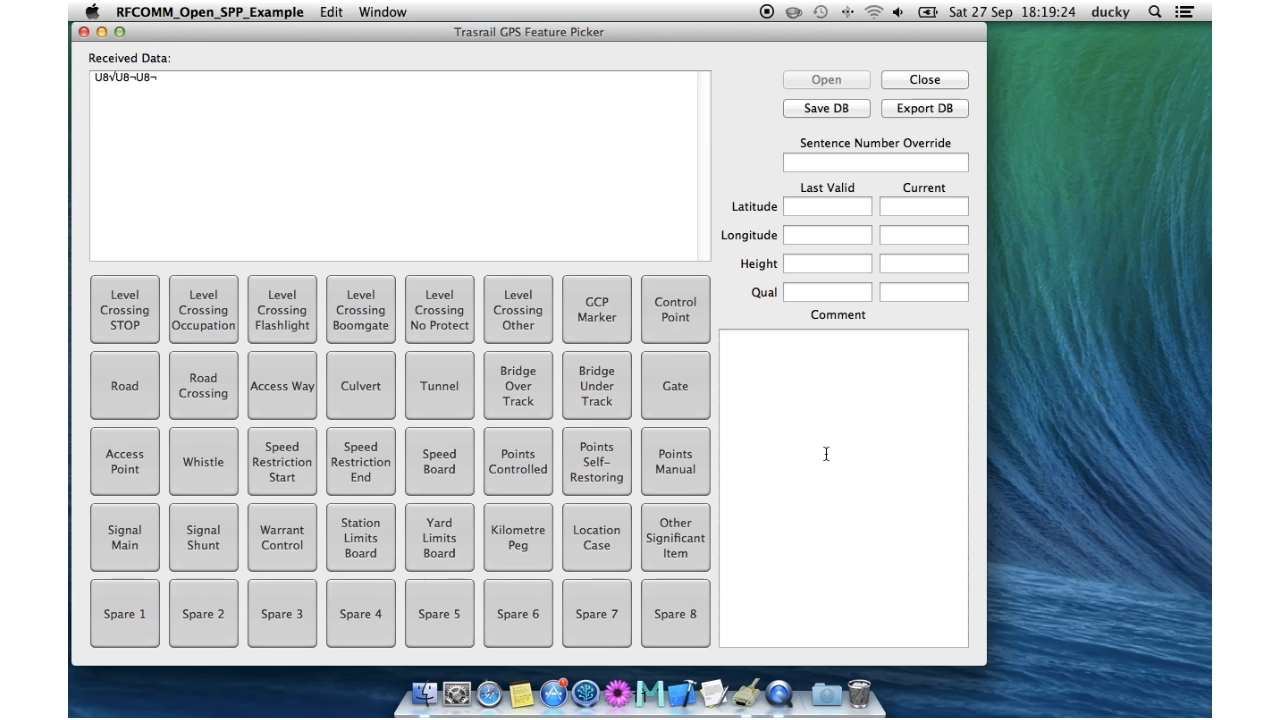 RFCOMM_Open_SPP_Example Edit Window Sat 27 Sep 18:19:24 ducky
Trasrail GPS Feature Picker
Received Data:
U8√U8¬U8¬
Open Close
Save DB Export DB
Sentence Number Override
Last Valid Current
Latitude
Longitude
Height
Qual
Comment
Level
Crossing
STOP
Level
Crossing
Occupation
Level
Crossing
Flashlight
Level
Crossing
Boomgate
Level
Crossing
No Protect
Level
Crossing
Other
GCP
Marker
Control
Point
Road
Road
Crossing
Access Way
Culvert
Tunnel
Bridge
Over
Track
Bridge
Under
Track
Gate
Access
Point
Whistle
Speed
Restriction
Start
Speed
Restriction
End
Speed
Board
Points
Controlled
Points
Self-
Restoring
Points
Manual
Signal
Main
Signal
Shunt
Warrant
Control
Station
Limits
Board
Yard
Limits
Board
Kilometre
Peg
Location
Case
Other
Significant
Item
Spare 1
Spare 2
Spare 3
Spare 4
Spare 5
Spare 6
Spare 7
Spare 8